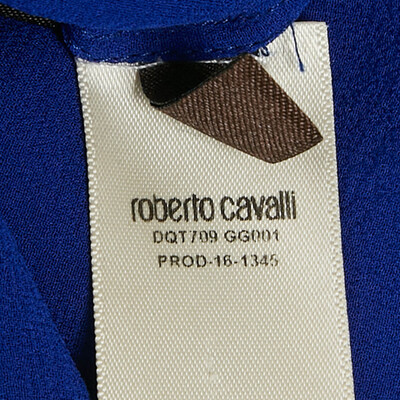 roberto cavalli
DQT709 GG001
PROD-16-1345